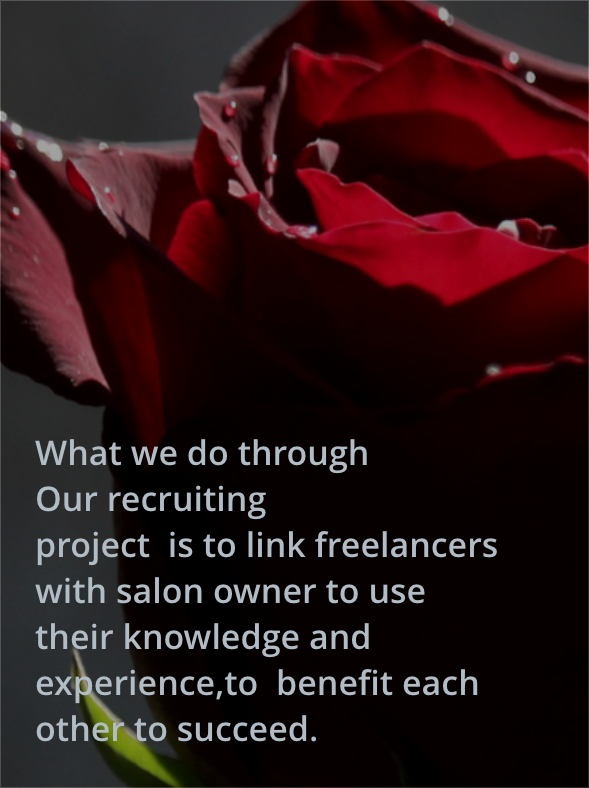 What we do through
Our recruiting
project  is to link freelancers
with salon owner to use
their knowledge and
experience,to  benefit each
other to succeed.